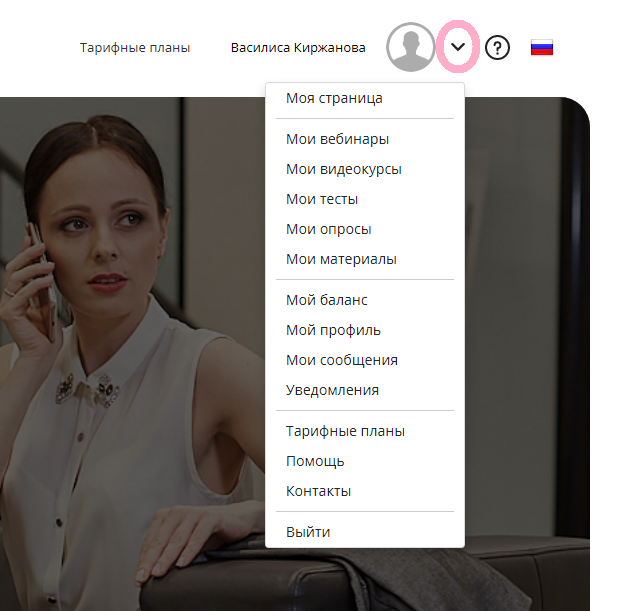 Тарифные планы Василиса Киржанова
Моя страница
Мои вебинары
Мои видеокурсы
Мои тесты
Мои опросы
Мои материалы
Мой баланс
Мой профиль
Мои сообщения
Уведомления
Тарифные планы
Помощь
Контакты
Выйти